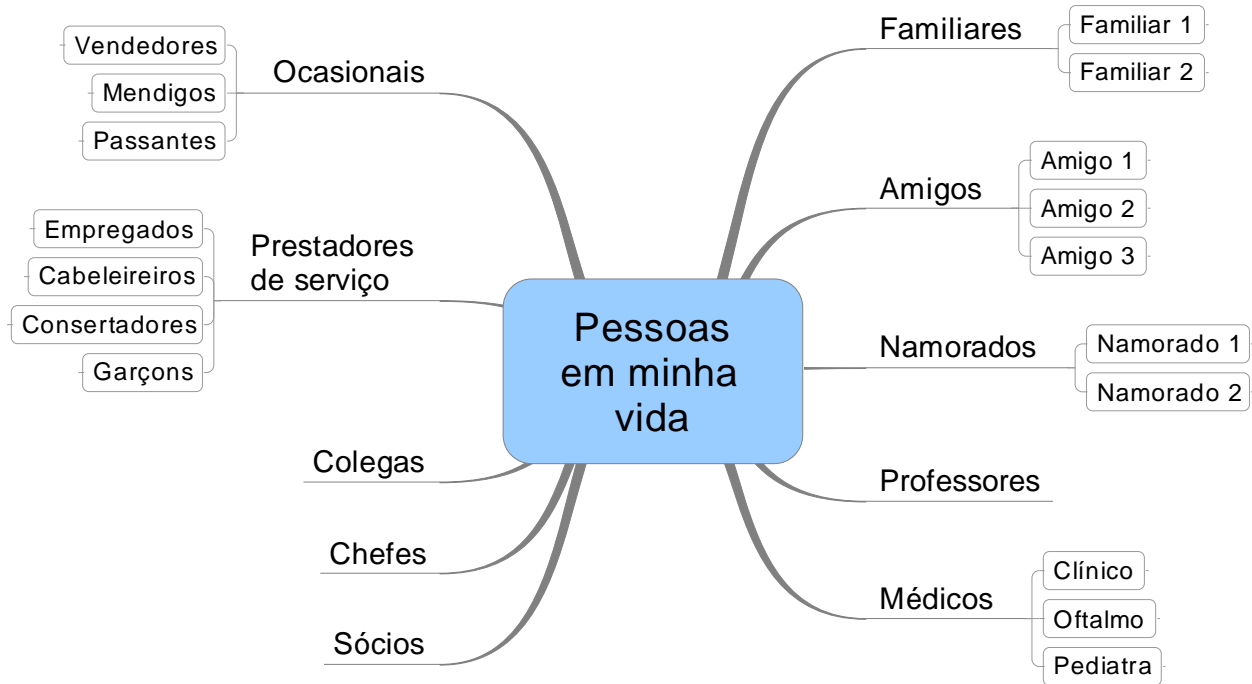 Pessoas
em minha
vida
Familiares
Familiar 1
Familiar 2
Amigos
Amigo 1
Amigo 2
Amigo 3
Namorados
Namorado 1
Namorado 2
Professores
Médicos
Clínico
Oftalmo
Pediatra
Ocasionais
Vendedores
Mendigos
Passantes
Prestadores
de serviço
Empregados
Cabeleireiros
Consertadores
Garçons
Colegas
Chefes
Sócios